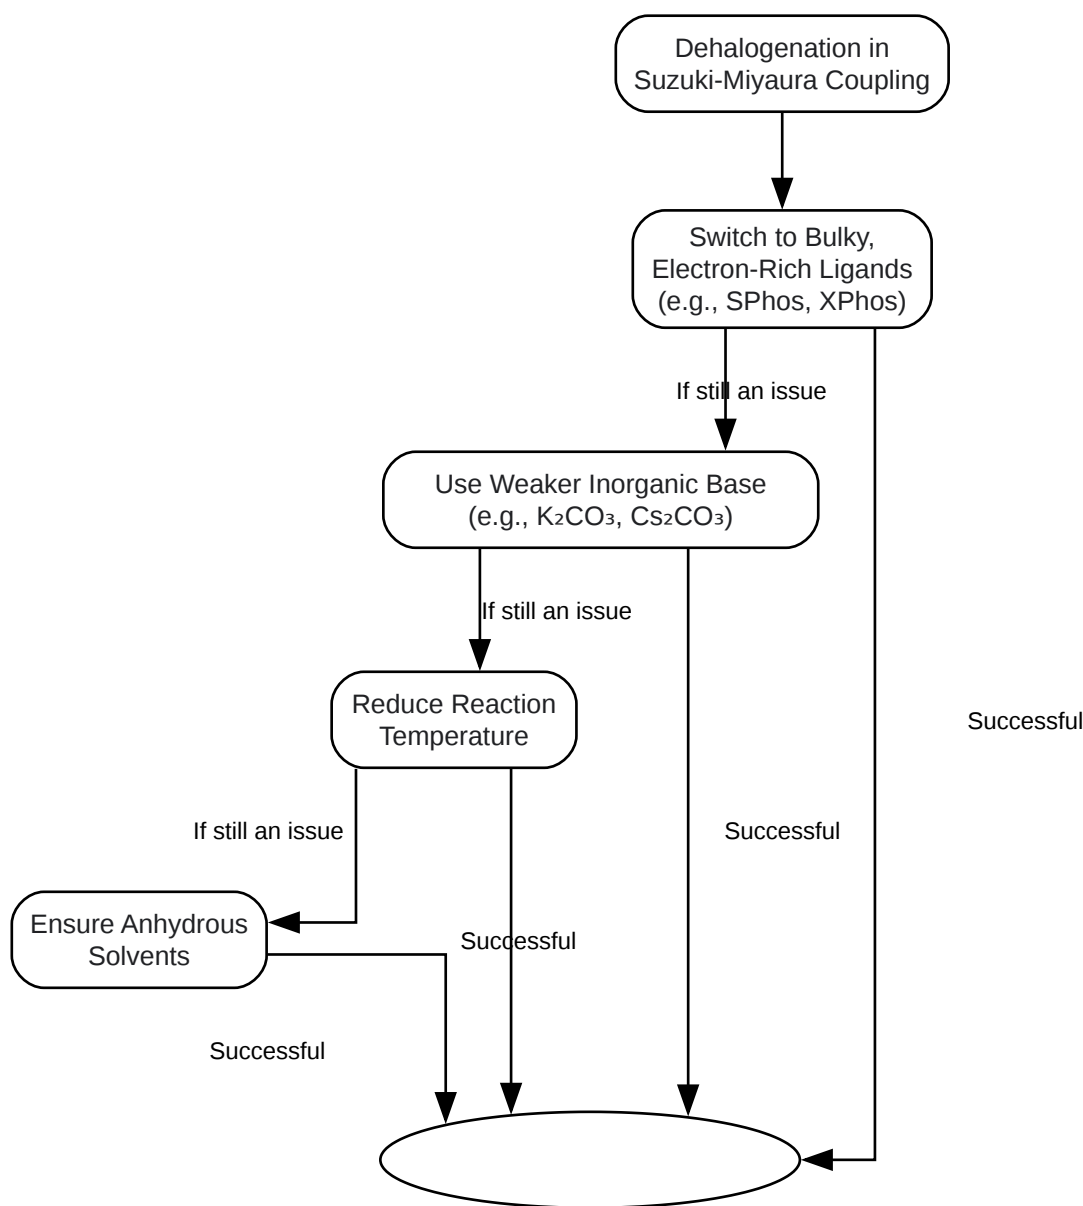 Dehalogenation in
Suzuki-Miyaura Coupling
Switch to Bulky,
Electron-Rich Ligands
(e.g., SPhos, XPhos)
If still an issue
Use Weaker Inorganic Base
(e.g., K₂CO₃, Cs₂CO₃)
If still an issue
Reduce Reaction
Temperature
Successful
If still an issue
Successful
Ensure Anhydrous
Solvents
Successful
Successful